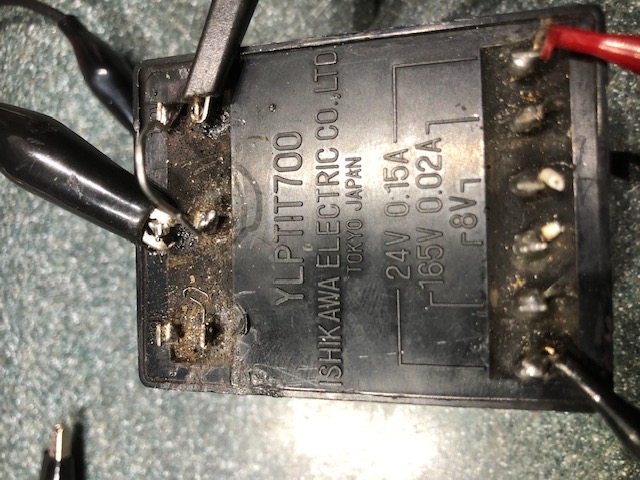 YLPTIT700
ISHIKAWA ELECTRIC CO.,LTD
TOKYO JAPAN
24V 0.15A
165V 0.02A
8V